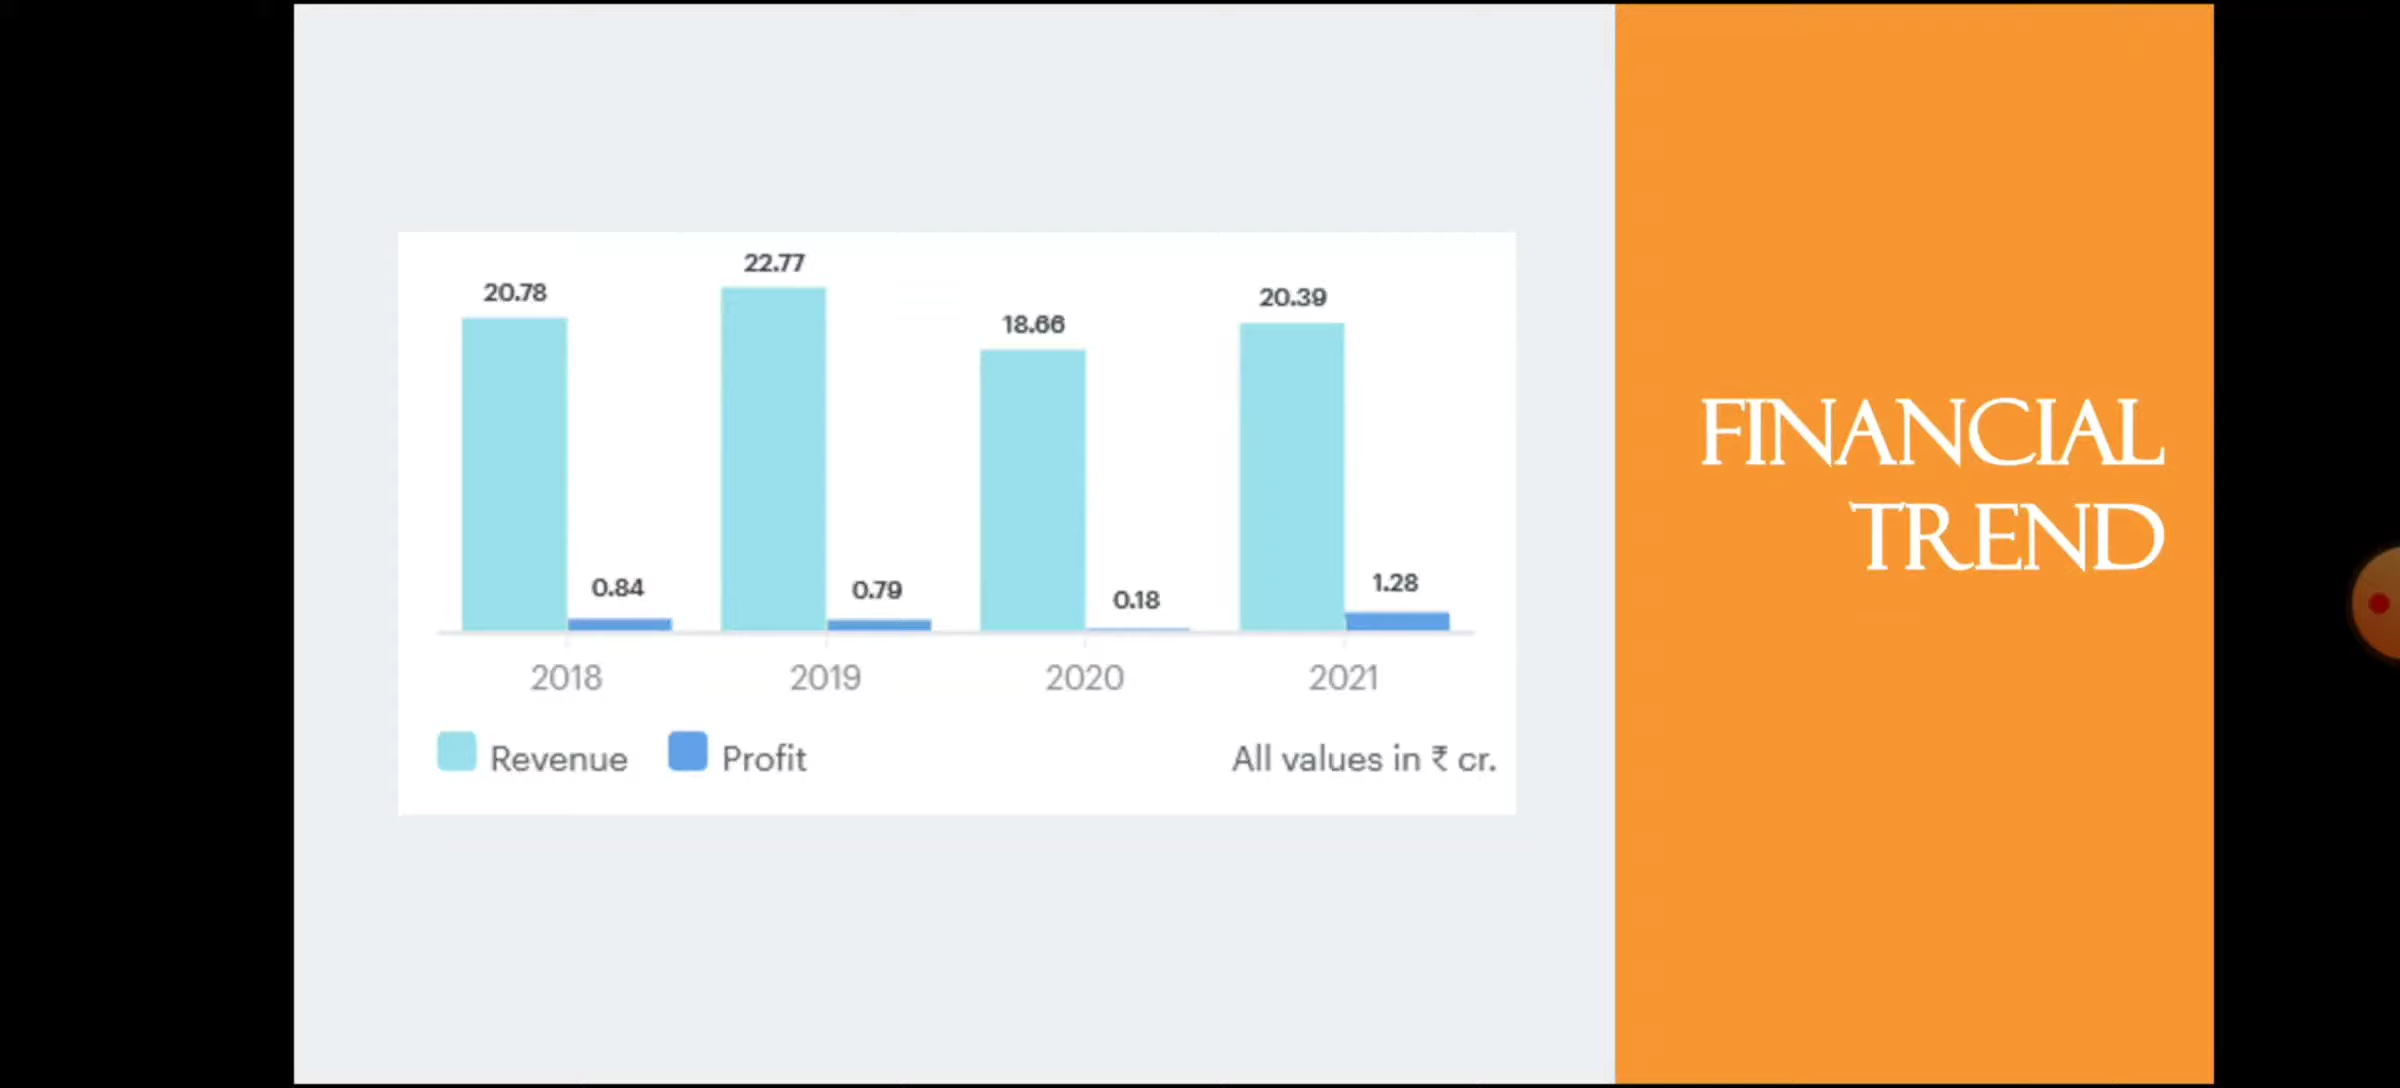 22.77
20.78
20.39
18.66
0.84
0.79
0.18
1.28
2018 2019 2020 2021
Revenue Profit All values in ₹ cr.
FINANCIAL
TREND